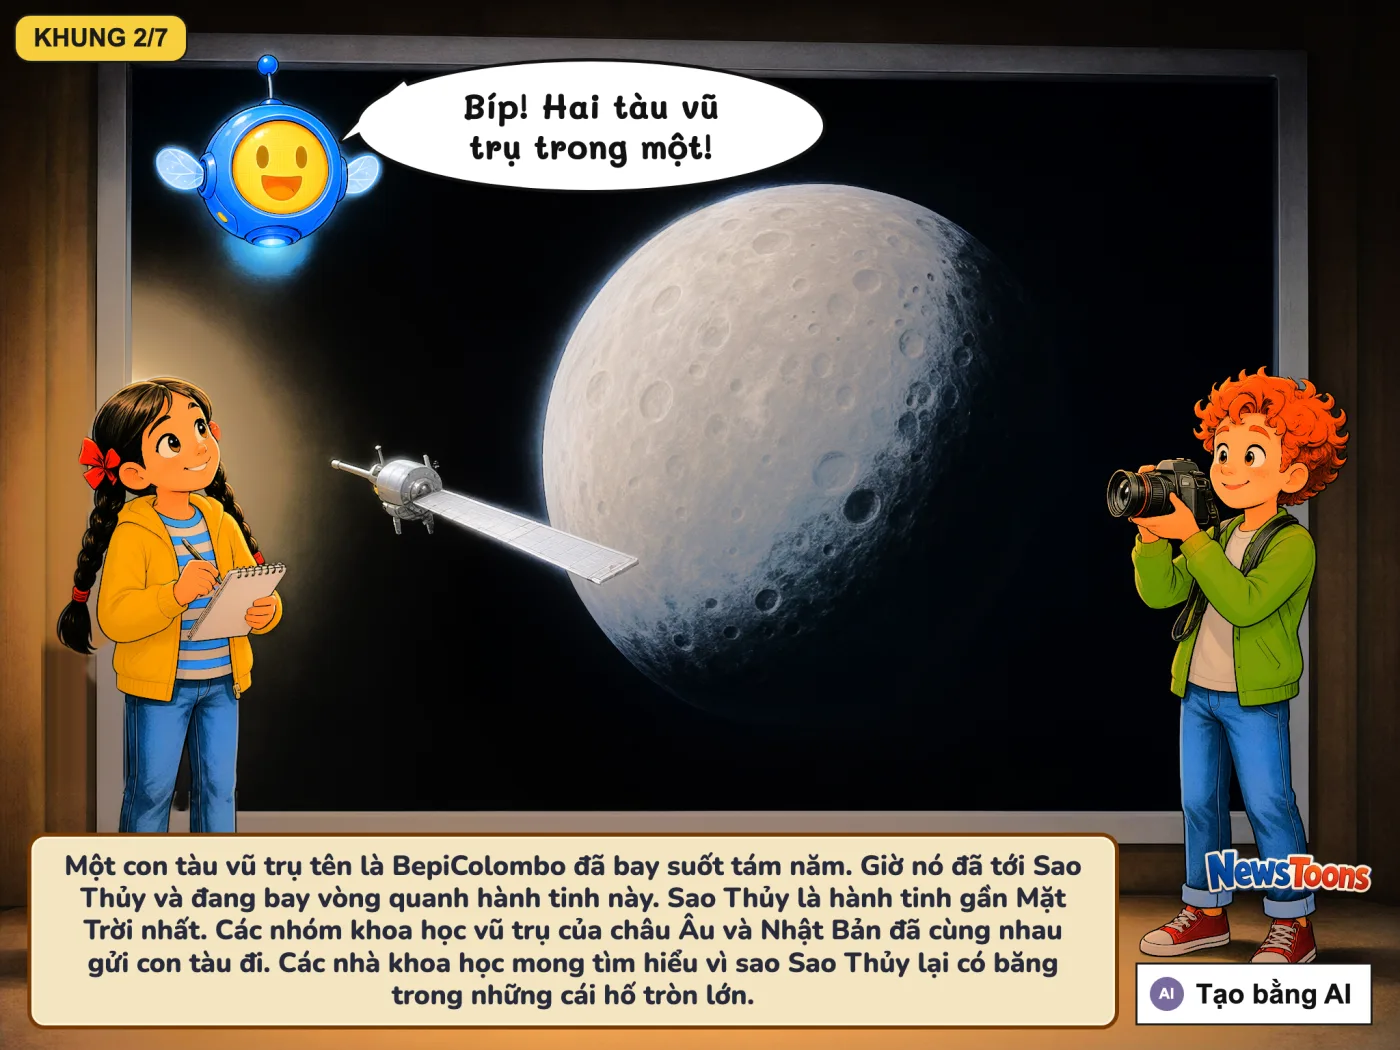 KHUNG 2/7
Bíp! Hai tàu vũ
trụ trong một!
Một con tàu vũ trụ tên là BepiColombo đã bay suốt tám năm. Giờ nó đã tới Sao
Thủy và đang bay vòng quanh hành tinh này. Sao Thủy là hành tinh gần Mặt
Trời nhất. Các nhóm khoa học vũ trụ của châu Âu và Nhật Bản đã cùng nhau
gửi con tàu đi. Các nhà khoa học mong tìm hiểu vì sao Sao Thủy lại có băng
trong những cái hố tròn lớn.
NewsToons
AI Tạo bằng AI